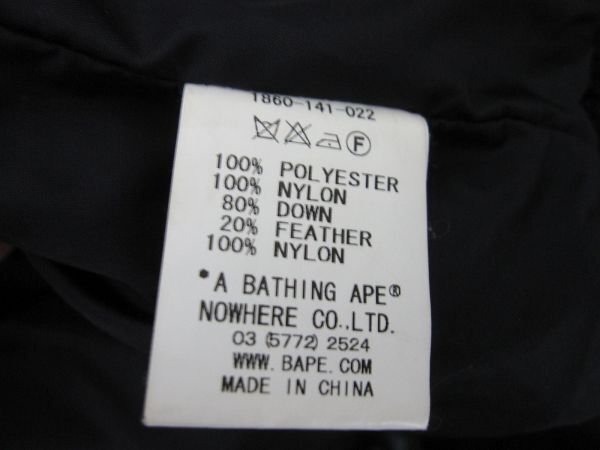 1860-141-022
F
100% POLYESTER
100% NYLON
80% DOWN
20% FEATHER
100% NYLON
*A BATHING APE®
NOWHERE CO.,LTD.
03 (5772) 2524
WWW.BAPE.COM
MADE IN CHINA